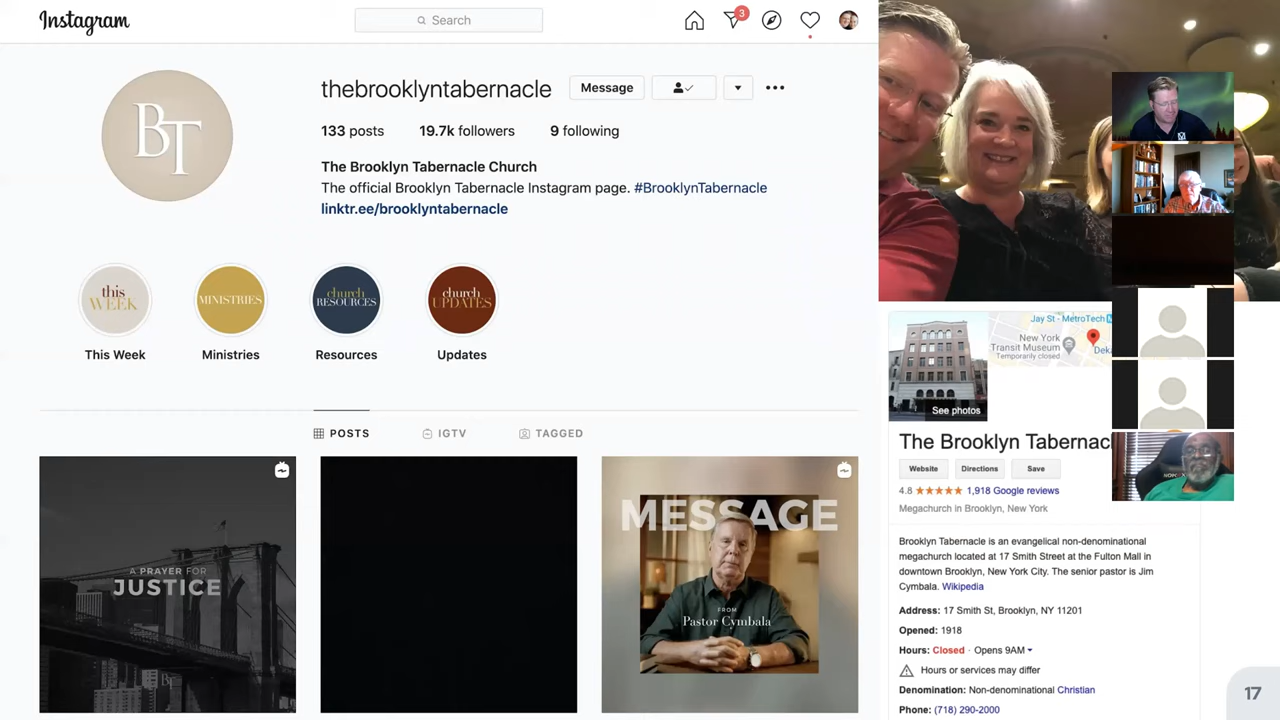 Instagram
Search
3
BT
thebrooklyntabernacle
Message
133 posts 19.7k followers 9 following
The Brooklyn Tabernacle Church
The official Brooklyn Tabernacle Instagram page. #BrooklynTabernacle
linktr.ee/brooklyntabernacle
this
WEEK
MINISTRIES
church
RESOURCES
church
UPDATES
This Week
Ministries
Resources
Updates
POSTS
IGTV
TAGGED
A PRAYER FOR
JUSTICE
BT
MESSAGE
FROM
Pastor Cymbala
Jay St - MetroTech
New York
Transit Museum
Temporarily closed
Deka
See photos
The Brooklyn Tabernac
Website
Directions
Save
4.8 ★★★★★ 1,918 Google reviews
Megachurch in Brooklyn, New York
Brooklyn Tabernacle is an evangelical non-denominational
megachurch located at 17 Smith Street at the Fulton Mall in
downtown Brooklyn, New York City. The senior pastor is Jim
Cymbala. Wikipedia
Address: 17 Smith St, Brooklyn, NY 11201
Opened: 1918
Hours: Closed · Opens 9AM
Hours or services may differ
Denomination: Non-denominational Christian
Phone: (718) 290-2000
17